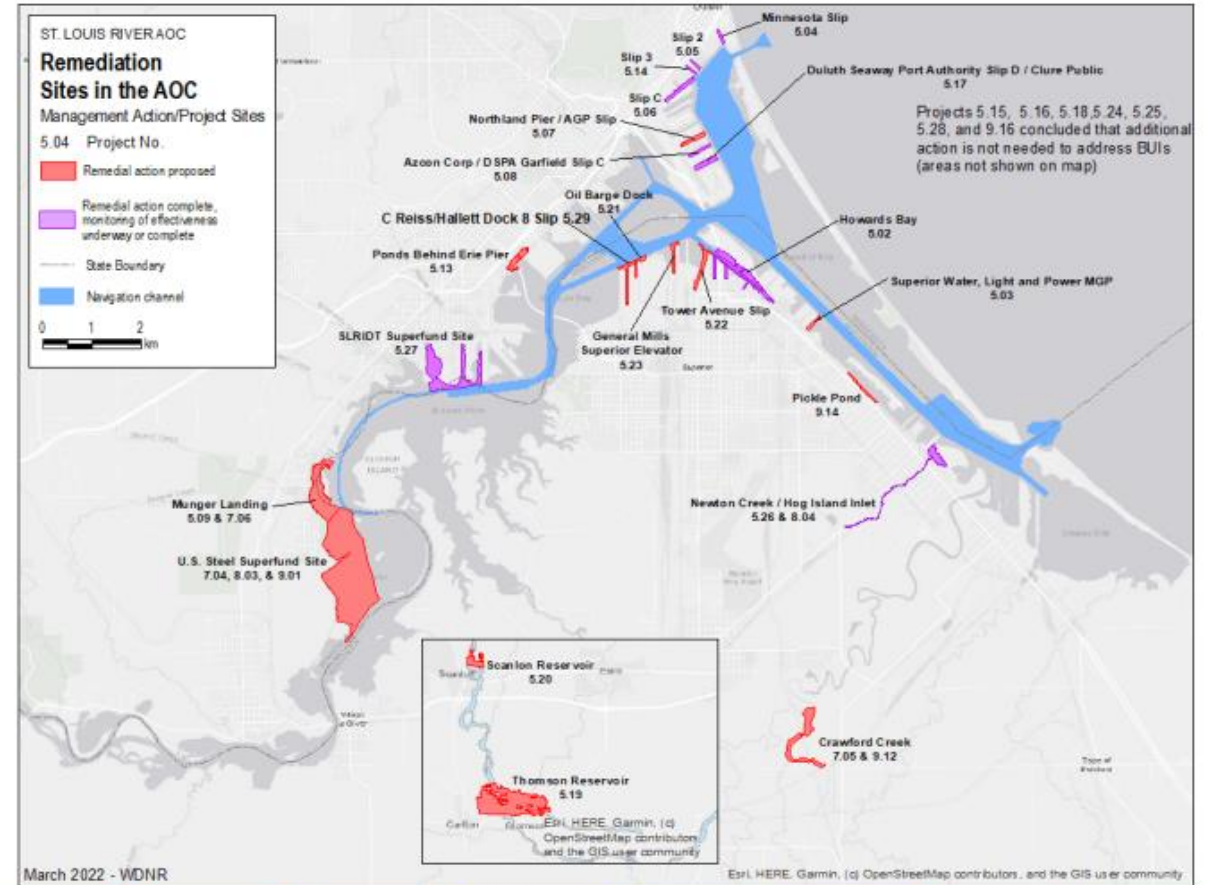 ST. LOUIS RIVER AOC
Remediation
Sites in the AOC
Management Action/Project Sites
5.04 Project No.
Remedial action proposed
Remedial action complete,
monitoring of effectiveness
underway or complete
State Boundary
Navigation channel
0 1 2
km
Minnesota Slip
5.04
Slip 2
5.05
Slip 3
5.14
Duluth Seaway Port Authority Slip D / Clure Public
5.17
Slip C
5.06
Projects 5.15, 5.16, 5.18,5.24, 5.25,
5.28, and 9.16 concluded that additional
action is not needed to address BUIs
(areas not shown on map)
Northland Pier / AGP Slip
5.07
Azcon Corp / DSPA Garfield Slip C
5.08
Oil Barge Dock
5.21
C Reiss/Hallett Dock 8 Slip 5.29
Howards Bay
5.02
Ponds Behind Erie Pier
5.13
Superior Water, Light and Power MGP
5.03
Tower Avenue Slip
5.22
General Mills
Superior Elevator
5.23
SLRIDT Superfund Site
5.27
Superior
Pickle Pond
9.14
Munger Landing
5.09 & 7.06
Newton Creek / Hog Island Inlet
5.26 & 8.04
U.S. Steel Superfund Site
7.04, 8.03, & 9.01
Scanlon Reservoir
5.20
Scanlon
Esko
Thomson Reservoir
5.19
Carlton
Esri, HERE, Garmin, (c)
OpenStreetMap contributors
and the GIS user community
Crawford Creek
7.05 & 9.12
March 2022 - WDNR
Esri, HERE, Garmin, (c) OpenStreetMap contributors, and the GIS user community